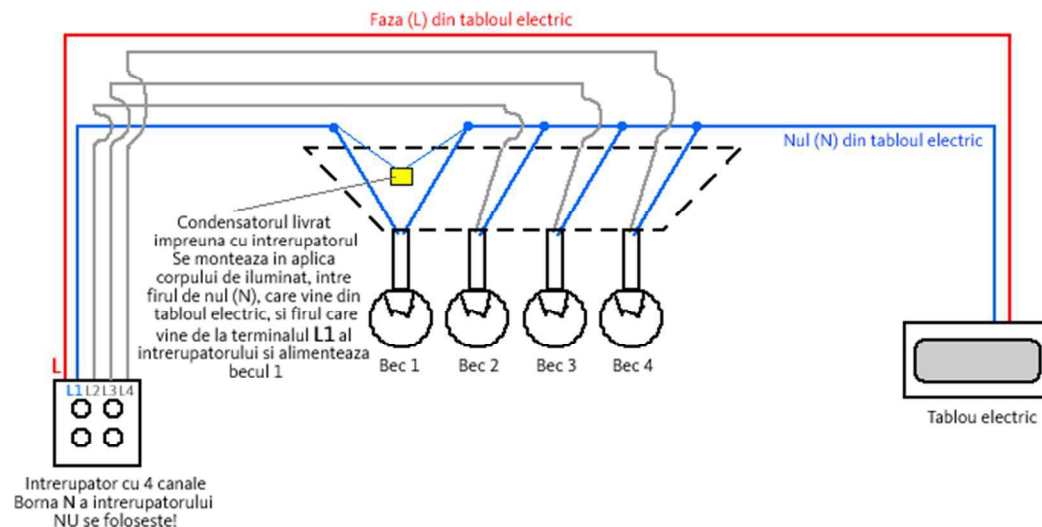 Faza (L) din tabloul electric
Nul (N) din tabloul electric
Condensatorul livrat
impreuna cu intrerupatorul
Se monteaza in aplica
corpului de iluminat, intre
firul de nul (N), care vine din
tabloul electric, si firul care
vine de la terminalul L1 al
intrerupatorului si alimenteaza
becul 1
Bec 1
Bec 2
Bec 3
Bec 4
L
L1 L2 L3 L4
Tablou electric
Intrerupator cu 4 canale
Borna N a intrerupatorului
NU se foloseste!